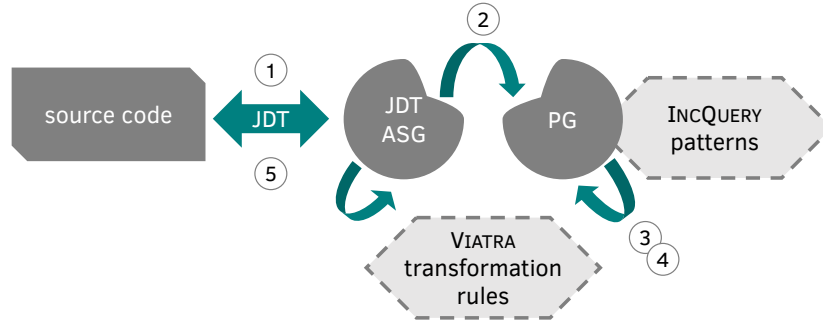 2
1
source code
JDT
JDT
ASG
PG
INCQUERY
patterns
5
3
4
VIATRA
transformation
rules